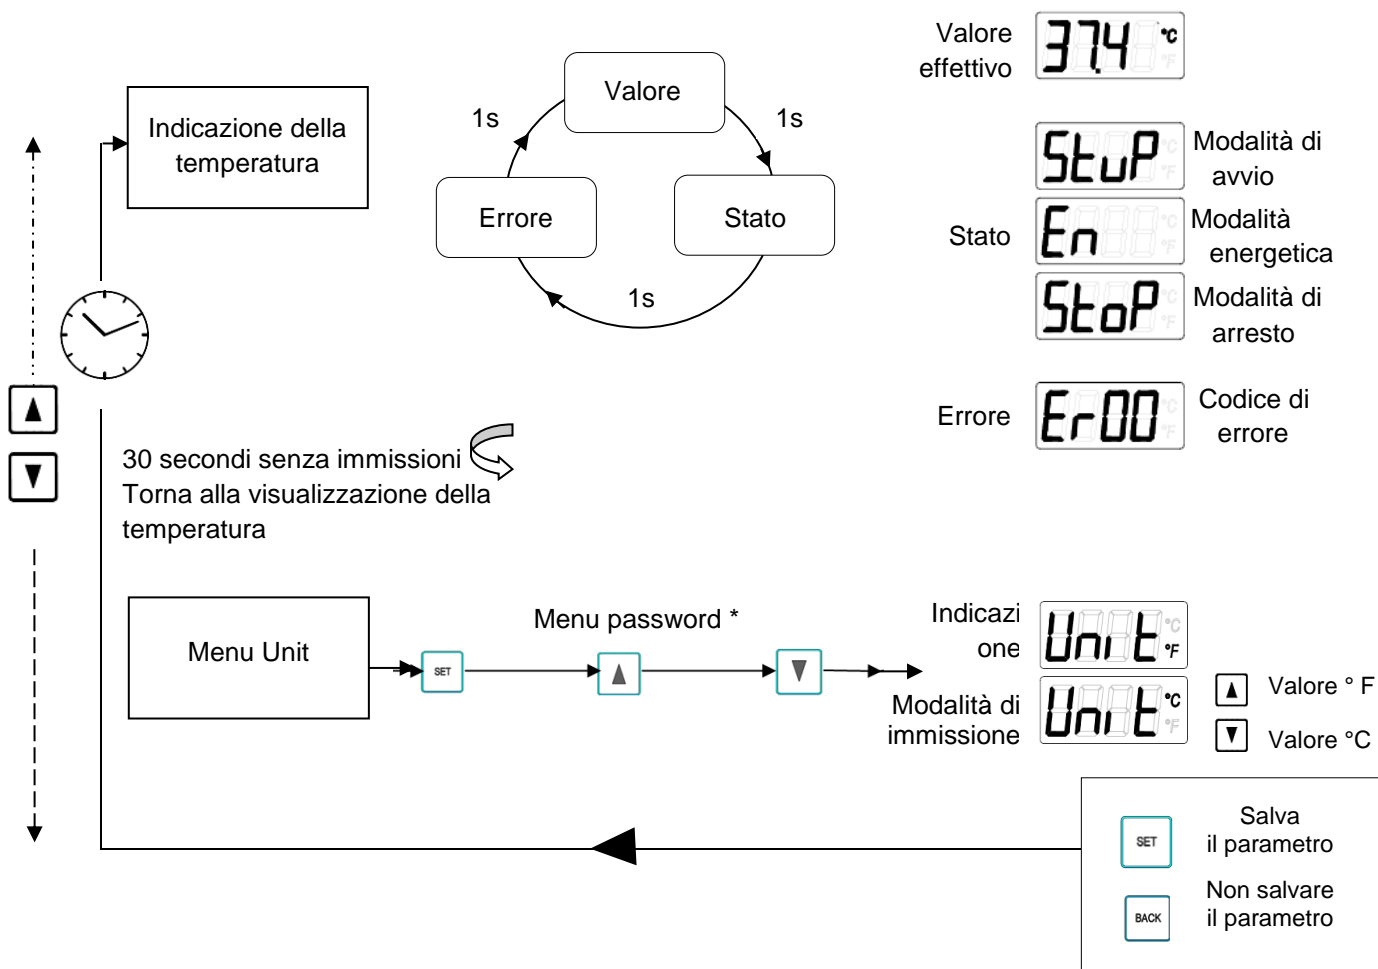 Valore
effettivo
37.4 °C
°F
Indicazione della
temperatura
Valore
1s
1s
Errore
Stato
1s
Stato
StuP °C
°F
Modalità di
avvio
En °C
°F
Modalità
energetica
StoP °C
°F
Modalità di
arresto
Errore
Er00 °C
°F
Codice di
errore
30 secondi senza immissioni
Torna alla visualizzazione della
temperatura
Menu Unit
SET
Menu password *
Indicazi
one
Unit °C
°F
Modalità di
immissione
Unit °C
°F
Valore ° F
Valore °C
SET
Salva
il parametro
BACK
Non salvare
il parametro